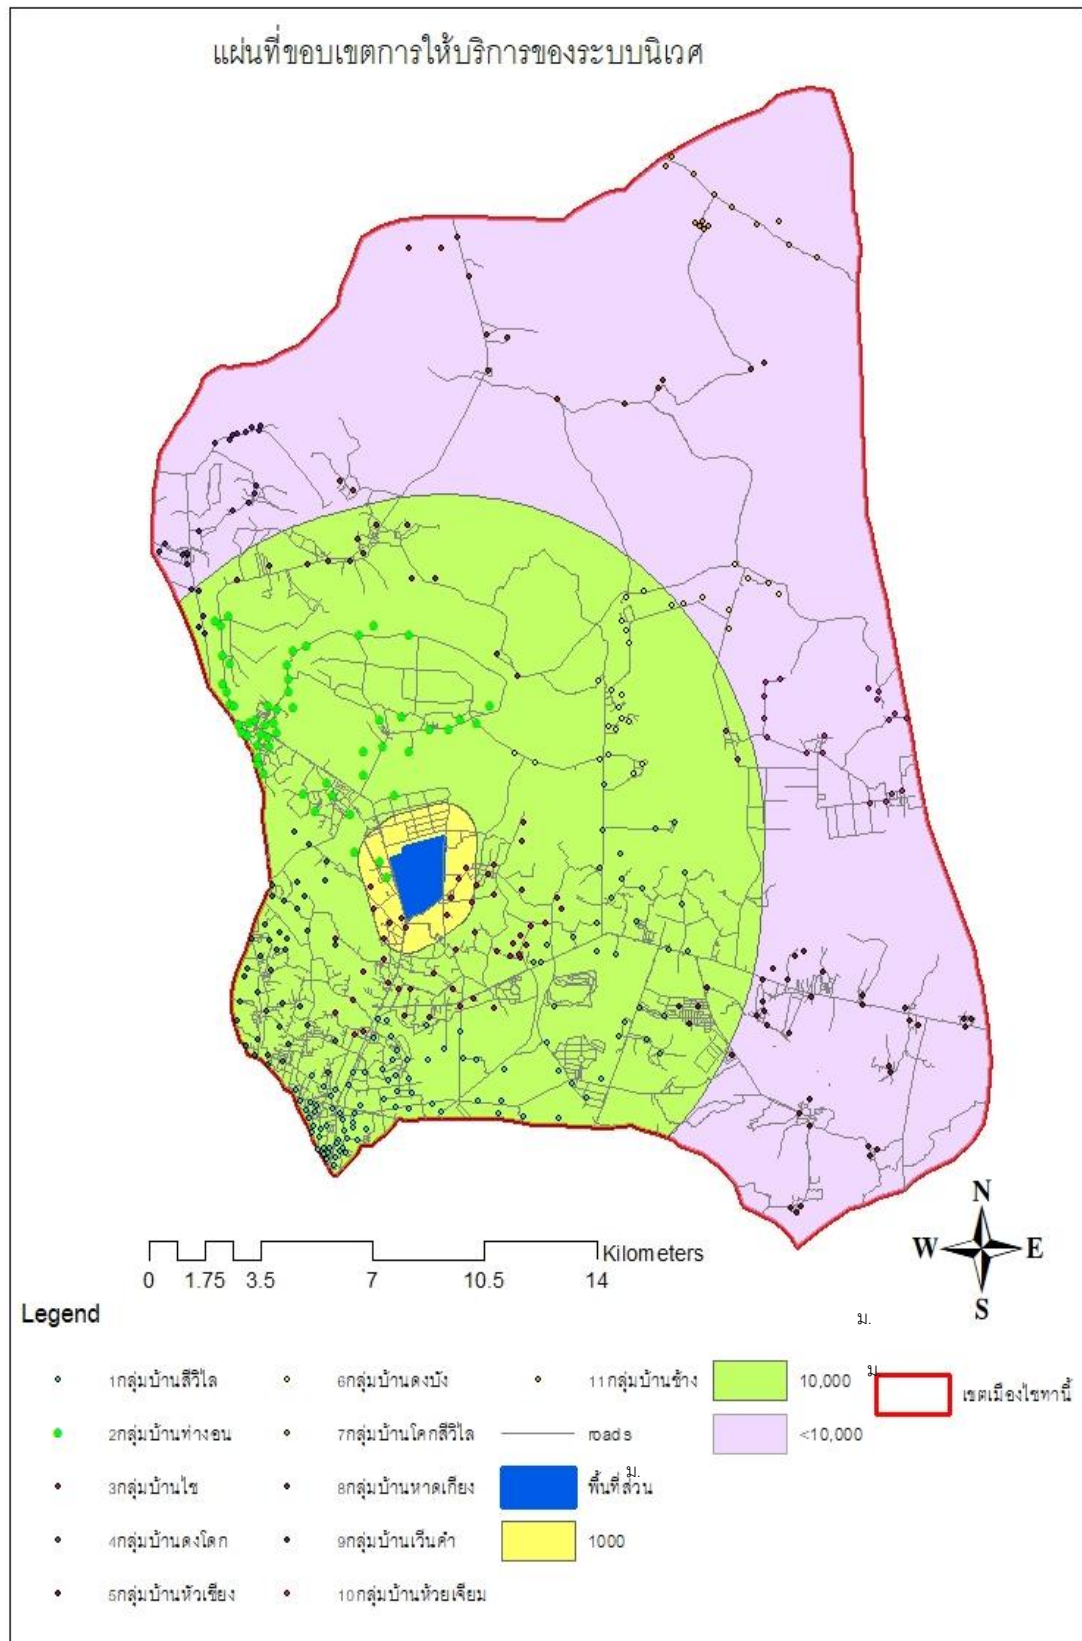 แผ่นที่ขอบเขตการให้บริการของระบบนิเวศ
Kilometers
0 1.75 3.5 7 10.5 14
N
W E
S
Legend
1กลุ่มบ้านสีวิไล
2กลุ่มบ้านท่างอน
3กลุ่มบ้านไซ
4กลุ่มบ้านดงโดก
5กลุ่มบ้านหัวเซียง
6กลุ่มบ้านดงบัง
7กลุ่มบ้านโคกสีวิไล
8กลุ่มบ้านหาดเกียง
9กลุ่มบ้านเวินคำ
10กลุ่มบ้านห้วยเจียม
11กลุ่มบ้านช้าง
roads
พื้นที่ส่วน
ม.
1000
10,000
ม.
<10,000
ม
เขตเมืองไซทานี้